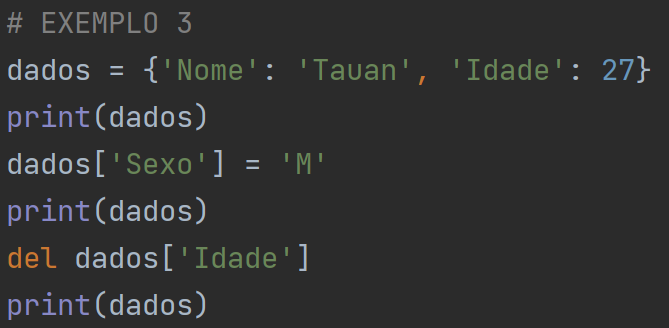 # EXEMPLO 3
dados = {'Nome': 'Tauan', 'Idade': 27}
print(dados)
dados['Sexo'] = 'M'
print(dados)
del dados['Idade']
print(dados)